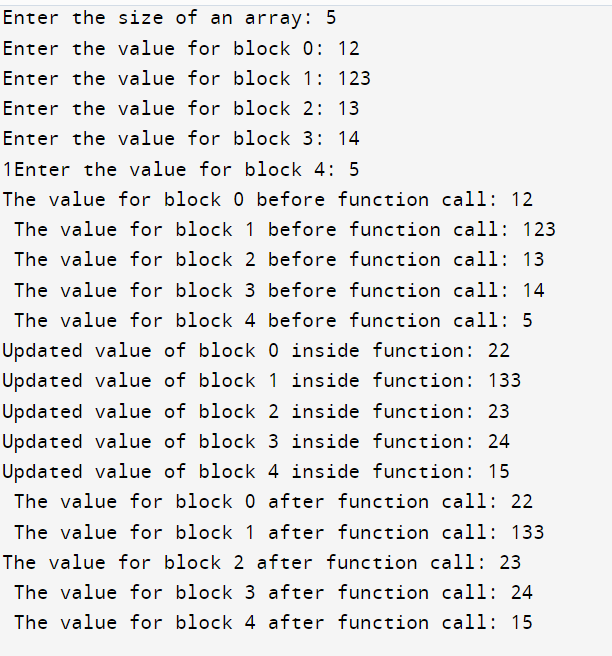 Enter the size of an array: 5
Enter the value for block 0: 12
Enter the value for block 1: 123
Enter the value for block 2: 13
Enter the value for block 3: 14
1Enter the value for block 4: 5
The value for block 0 before function call: 12
 The value for block 1 before function call: 123
 The value for block 2 before function call: 13
 The value for block 3 before function call: 14
 The value for block 4 before function call: 5
Updated value of block 0 inside function: 22
Updated value of block 1 inside function: 133
Updated value of block 2 inside function: 23
Updated value of block 3 inside function: 24
Updated value of block 4 inside function: 15
 The value for block 0 after function call: 22
 The value for block 1 after function call: 133
The value for block 2 after function call: 23
 The value for block 3 after function call: 24
 The value for block 4 after function call: 15